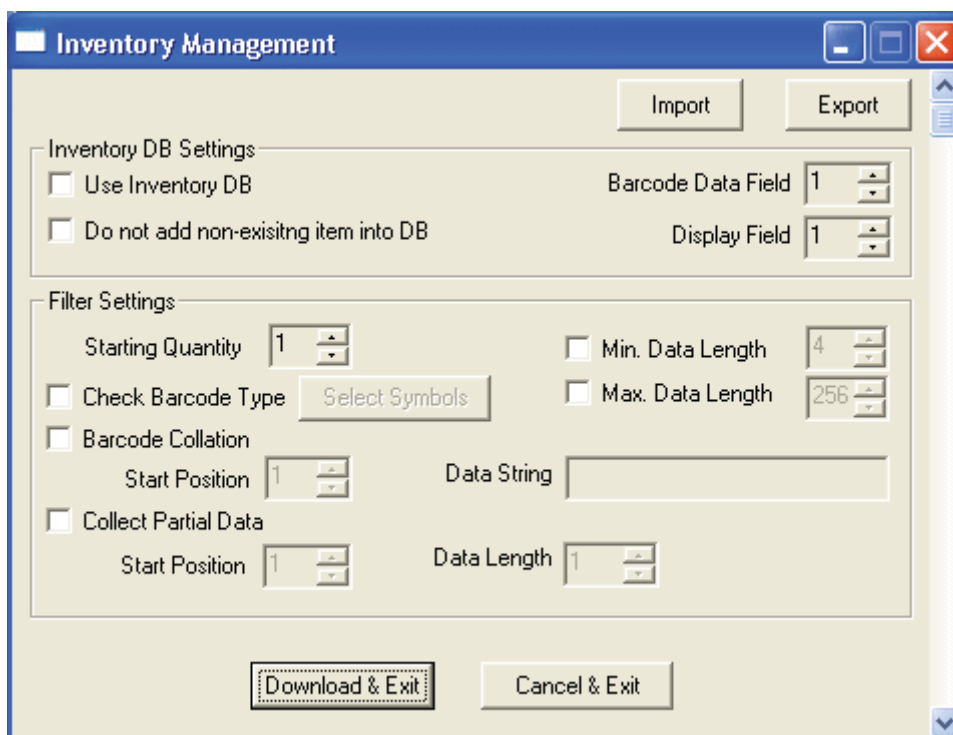 Inventory Management
Import Export
Inventory DB Settings
Use Inventory DB Barcode Data Field 1
Do not add non-exisitng item into DB Display Field 1
Filter Settings
Starting Quantity 1 Min. Data Length 4
Check Barcode Type Select Symbols Max. Data Length 256
Barcode Collation
Start Position 1 Data String
Collect Partial Data
Start Position 1 Data Length 1
Download & Exit Cancel & Exit